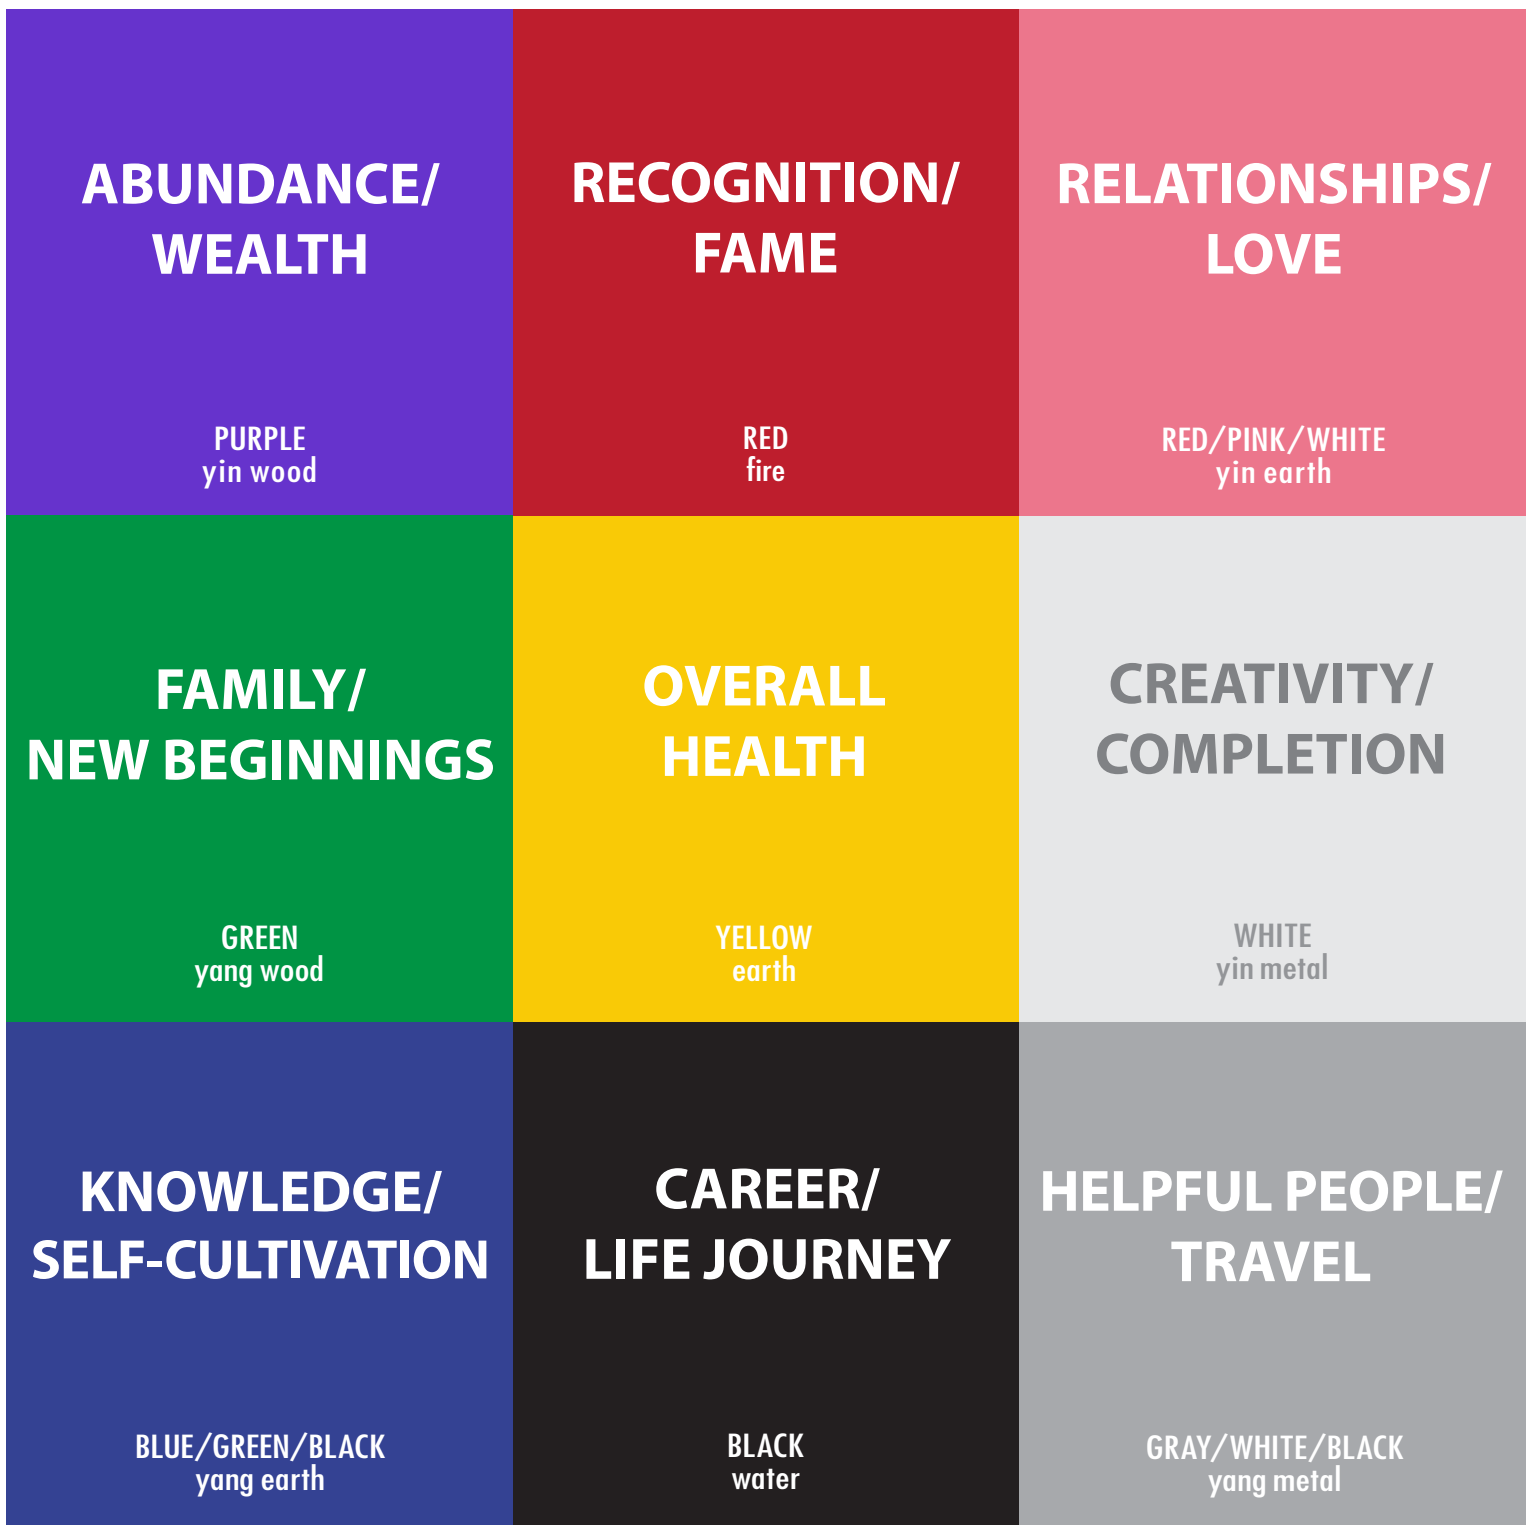 ABUNDANCE/
WEALTH
PURPLE
yin wood
RECOGNITION/
FAME
RED
fire
RELATIONSHIPS/
LOVE
RED/PINK/WHITE
yin earth
FAMILY/
NEW BEGINNINGS
GREEN
yang wood
OVERALL
HEALTH
YELLOW
earth
CREATIVITY/
COMPLETION
WHITE
yin metal
KNOWLEDGE/
SELF-CULTIVATION
BLUE/GREEN/BLACK
yang earth
CAREER/
LIFE JOURNEY
BLACK
water
HELPFUL PEOPLE/
TRAVEL
GRAY/WHITE/BLACK
yang metal